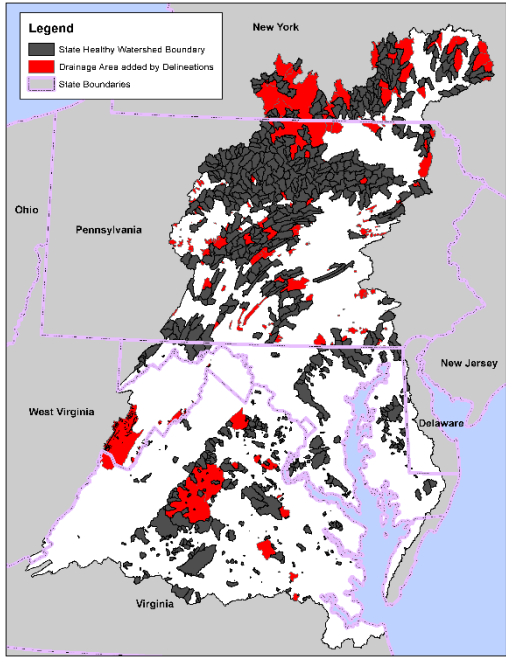 New York
Legend
State Healthy Watershed Boundary
Drainage Area added by Delineations
State Boundaries
Ohio
Pennsylvania
New Jersey
West Virginia
Delaware
Virginia